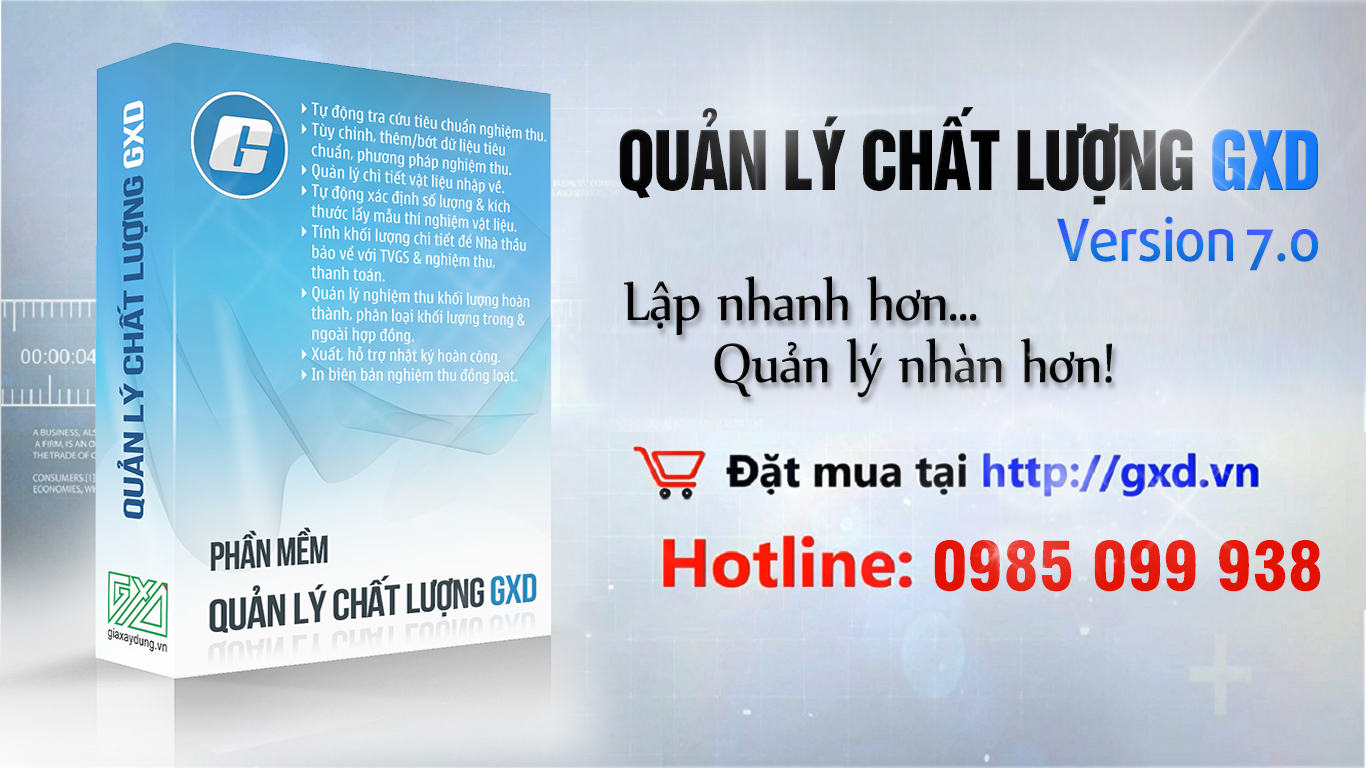 QUẢN LÝ CHẤT LƯỢNG GXD
giaxaydung.vn
G
Tự động tra cứu tiêu chuẩn nghiệm thu.
Tùy chỉnh, thêm/bớt dữ liệu tiêu
chuẩn, phương pháp nghiệm thu.
Quản lý chi tiết vật liệu nhập về.
Tự động xác định số lượng & kích
thước lấy mẫu thí nghiệm vật liệu.
Tính khối lượng chi tiết để Nhà thầu
bảo vể với TVGS & nghiệm thu,
thanh toán.
Quản lý nghiệm thu khối lượng hoàn
thành, phân loại khối lượng trong &
ngoài hợp đồng.
Xuất, hỗ trợ nhật ký hoàn công.
In biên bản nghiệm thu đồng loạt.
PHẦN MỀM
QUẢN LÝ CHẤT LƯỢNG GXD
GXD
00:00:04
A BUSINESS, ALS
A FIRM, IS AN O
THE TRADE OF
CONSUMERS.[1]
ECONOMIES, WH
QUẢN LÝ CHẤT LƯỢNG GXD
Version 7.0
Lập nhanh hơn...
Quản lý nhàn hơn!
Đặt mua tại http://gxd.vn
Hotline: 0985 099 938